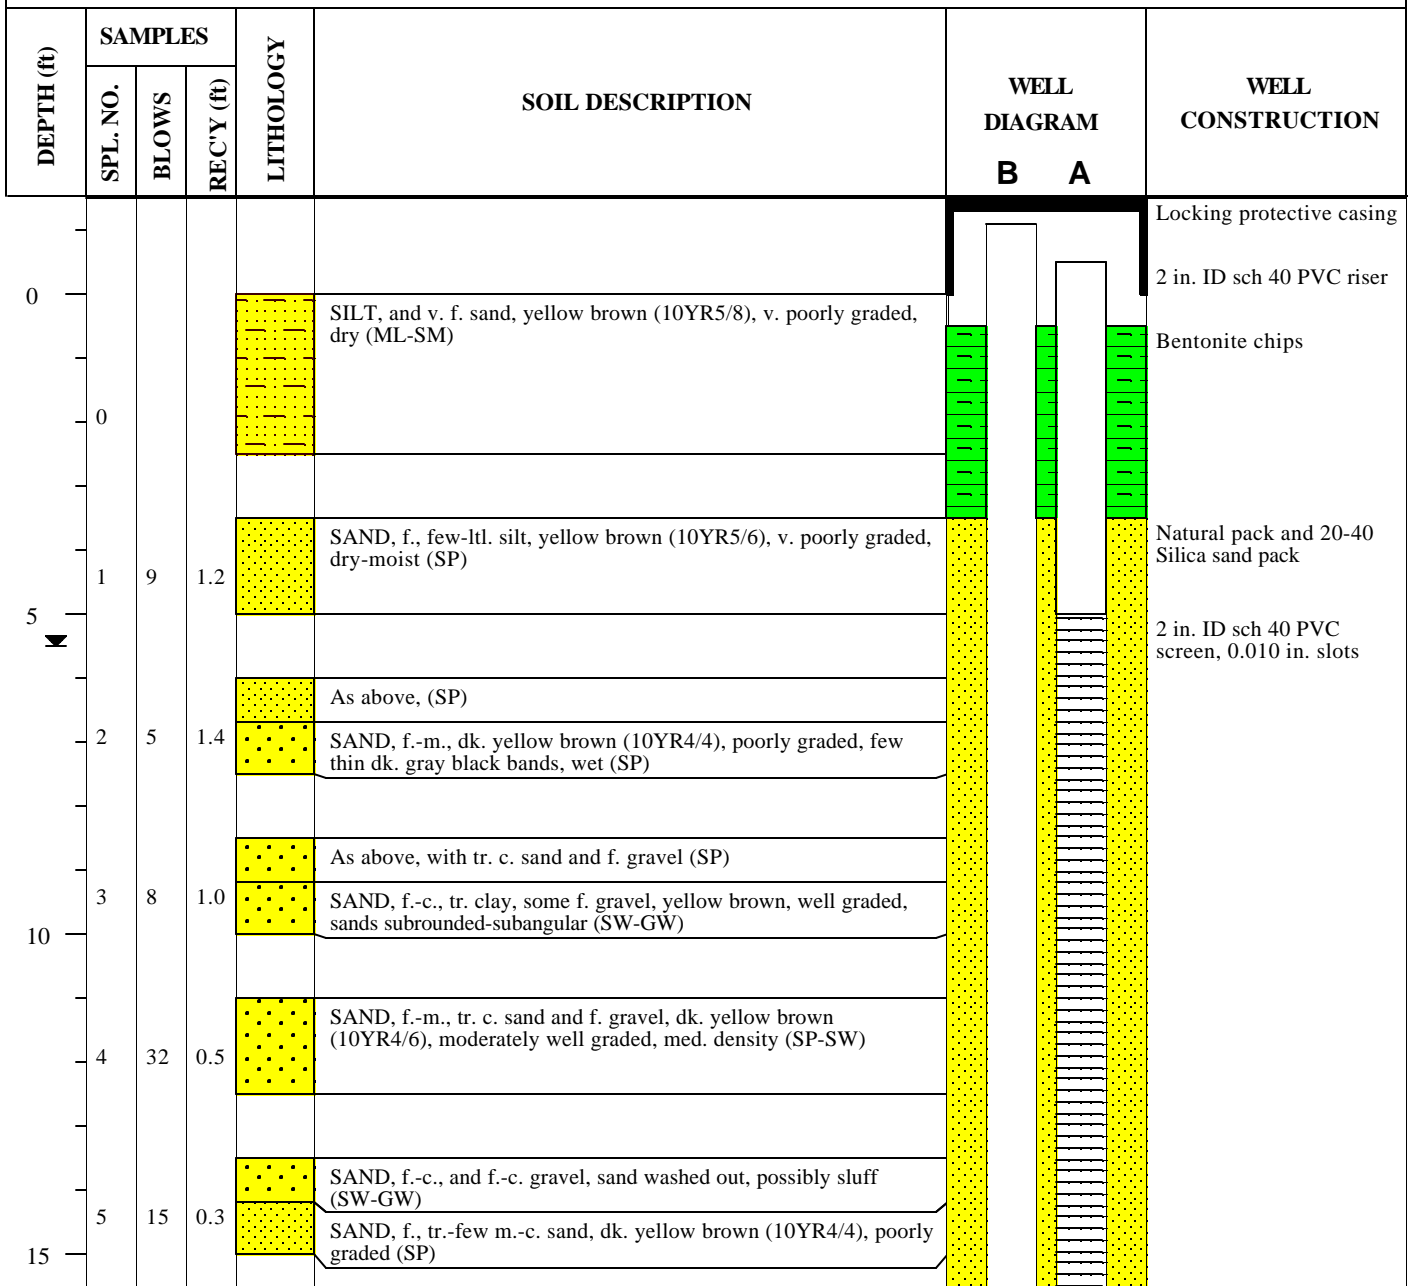 DEPTH (ft)
SAMPLES
SPL. NO.
BLOWS
REC'Y (ft)
LITHOLOGY
SOIL DESCRIPTION
WELL
DIAGRAM
B A
WELL
CONSTRUCTION
Locking protective casing
2 in. ID sch 40 PVC riser
0
SILT, and v. f. sand, yellow brown (10YR5/8), v. poorly graded,
dry (ML-SM)
Bentonite chips
0
SAND, f., few-ltl. silt, yellow brown (10YR5/6), v. poorly graded,
dry-moist (SP)
Natural pack and 20-40
Silica sand pack
1 9 1.2
5
2 in. ID sch 40 PVC
screen, 0.010 in. slots
As above, (SP)
2 5 1.4
SAND, f.-m., dk. yellow brown (10YR4/4), poorly graded, few
thin dk. gray black bands, wet (SP)
As above, with tr. c. sand and f. gravel (SP)
3 8 1.0
SAND, f.-c., tr. clay, some f. gravel, yellow brown, well graded,
sands subrounded-subangular (SW-GW)
10
SAND, f.-m., tr. c. sand and f. gravel, dk. yellow brown
(10YR4/6), moderately well graded, med. density (SP-SW)
4 32 0.5
SAND, f.-c., and f.-c. gravel, sand washed out, possibly sluff
(SW-GW)
5 15 0.3
SAND, f., tr.-few m.-c. sand, dk. yellow brown (10YR4/4), poorly
graded (SP)
15